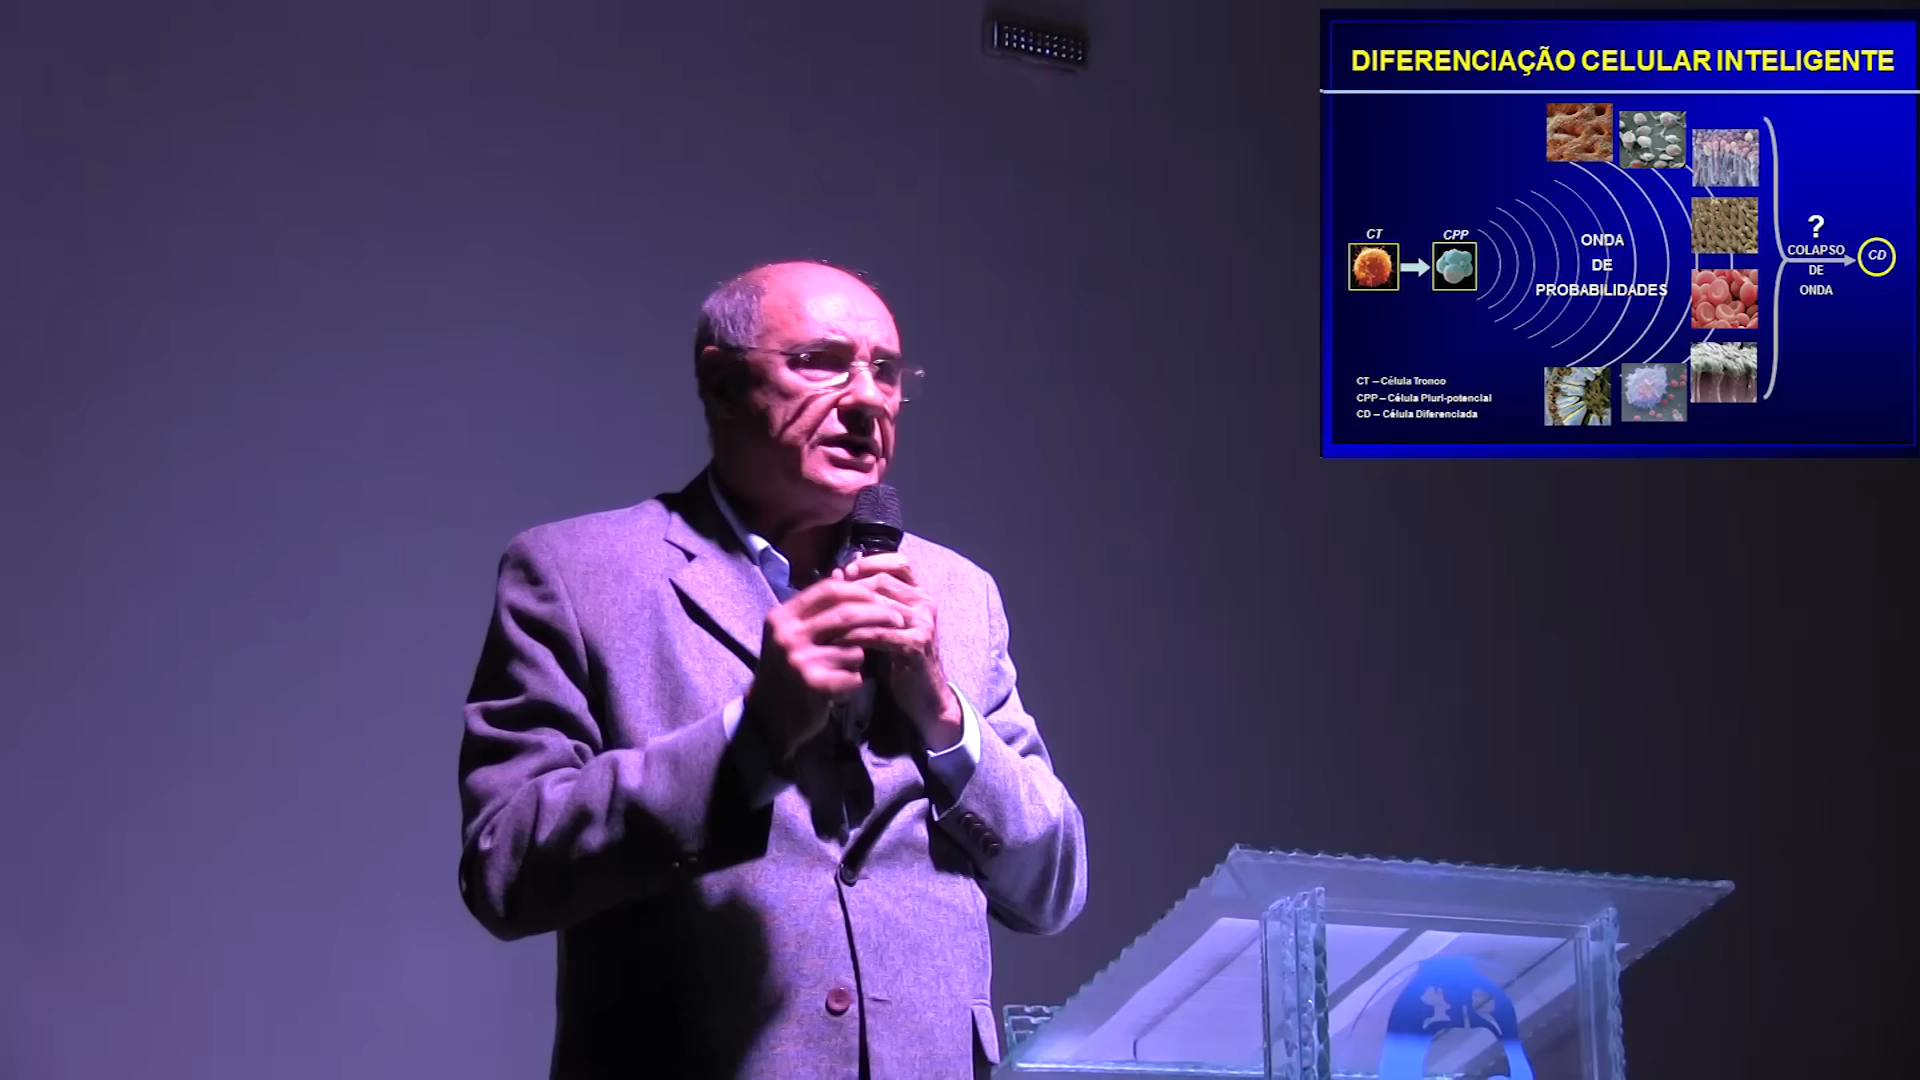 DIFERENCIAÇÃO CELULAR INTELIGENTE
CT
CPP
ONDA
DE
PROBABILIDADES
?
COLAPSO
DE
ONDA
CD
CT – Célula Tronco
CPP – Célula Pluri-potencial
CD – Célula Diferenciada